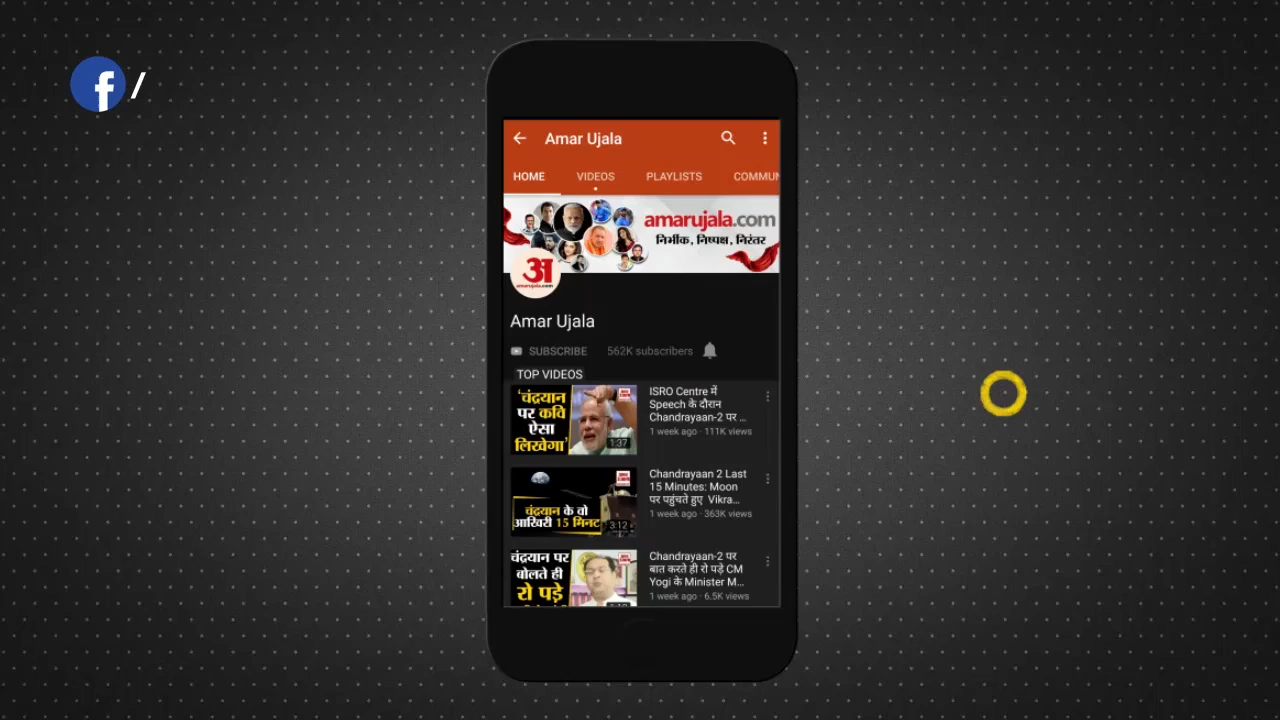 f /
Amar Ujala
HOME VIDEOS PLAYLISTS COMMUN
amarujala.com
निर्भीक, निष्पक्ष, निरंतर
अ
amarujala.com
Amar Ujala
SUBSCRIBE 562K subscribers
TOP VIDEOS
'चंद्रयान
पर कवि
ऐसा
लिखेगा'
1:37
ISRO Centre में
Speech के दौरान
Chandrayaan-2 पर ...
1 week ago · 111K views
चंद्रयान के वो
आखिरी 15 मिनट
3:12
Chandrayaan 2 Last
15 Minutes: Moon
पर पहुंचते हुए Vikra...
1 week ago · 363K views
चंद्रयान पर
बोलते ही
रो पड़े
Chandrayaan-2 पर
बात करते ही रो पड़े CM
Yogi के Minister M...
1 week ago · 6.5K views